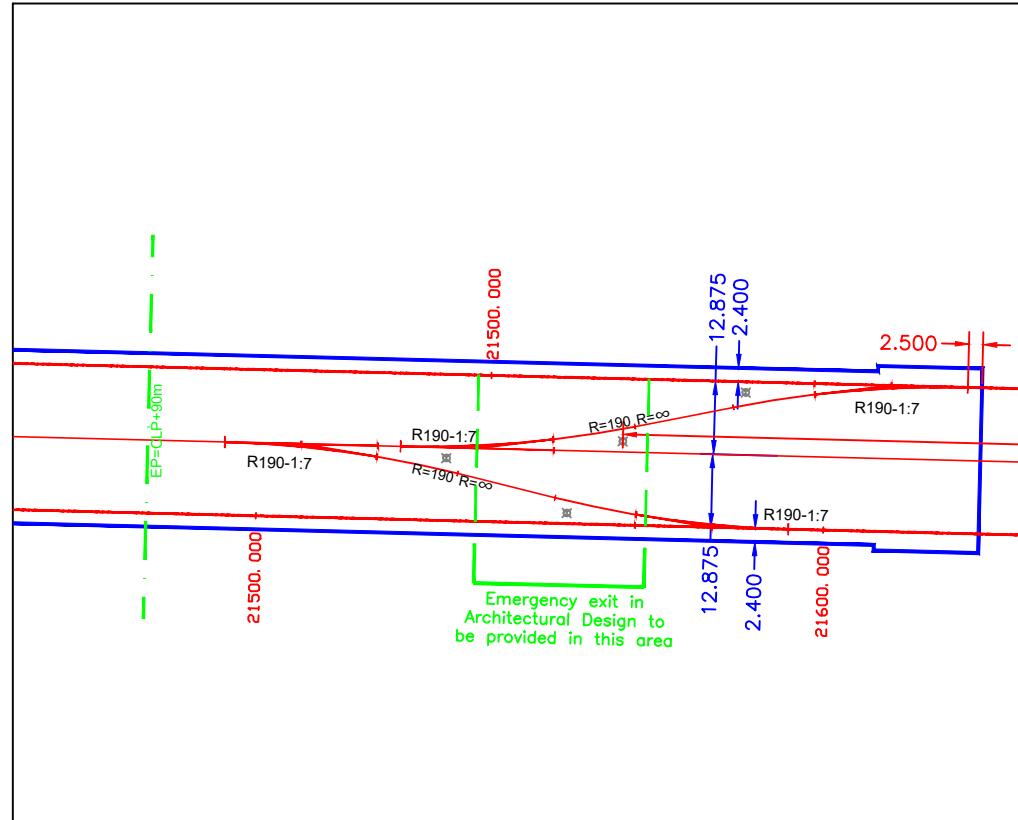 21500. 000
12.875
2.400
2.500
EP=CLP+90m
R190-1:7
R=190 R=∞
R190-1:7
R190-1:7
R=190 R=∞
R190-1:7
21500. 000
12.875
2.400
21600. 000
Emergency exit in
Architectural Design to
be provided in this area